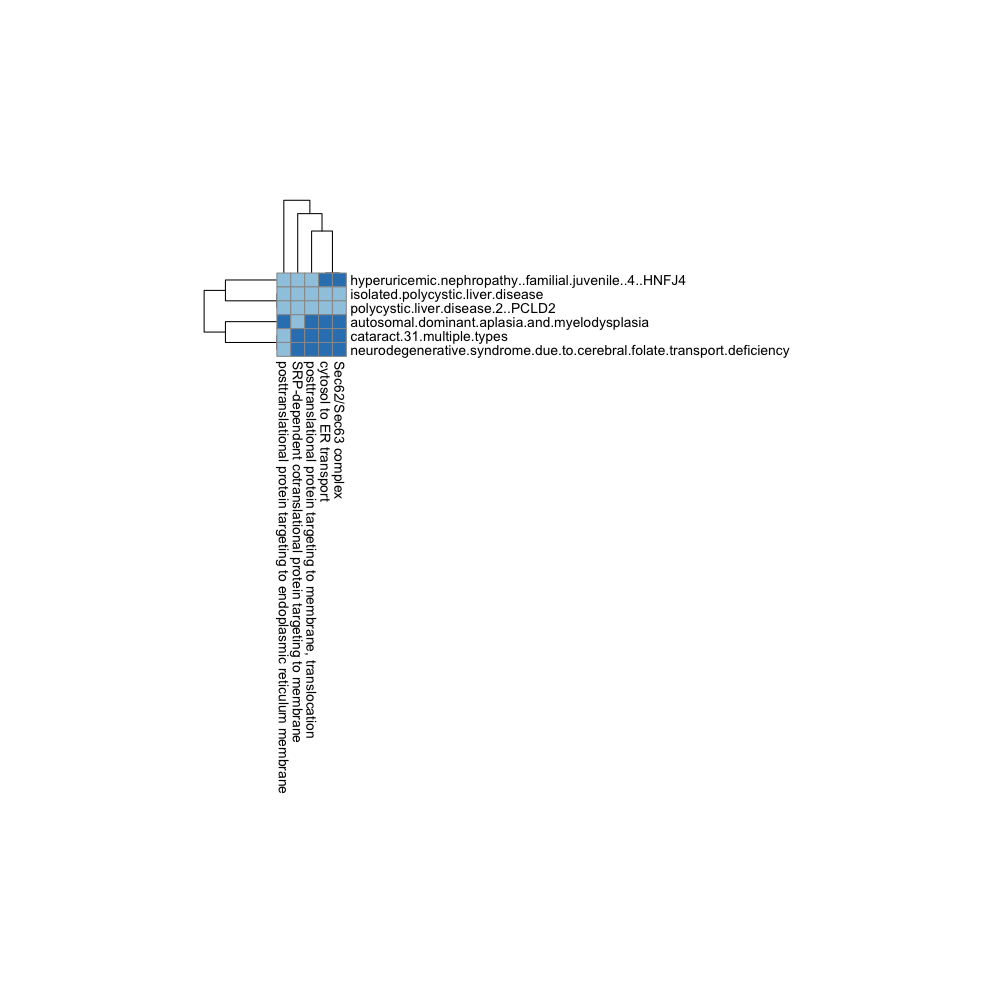 hyperuricemic.nephropathy..familial.juvenile..4..HNFJ4
isolated.polycystic.liver.disease
polycystic.liver.disease.2..PCLD2
autosomal.dominant.aplasia.and.myelodysplasia
cataract.31.multiple.types
neurodegenerative.syndrome.due.to.cerebral.folate.transport.deficiency
posttranslational protein targeting to endoplasmic reticulum membrane
SRP-dependent cotranslational protein targeting to membrane
posttranslational protein targeting to membrane, translocation
cytosol to ER transport
Sec62/Sec63 complex